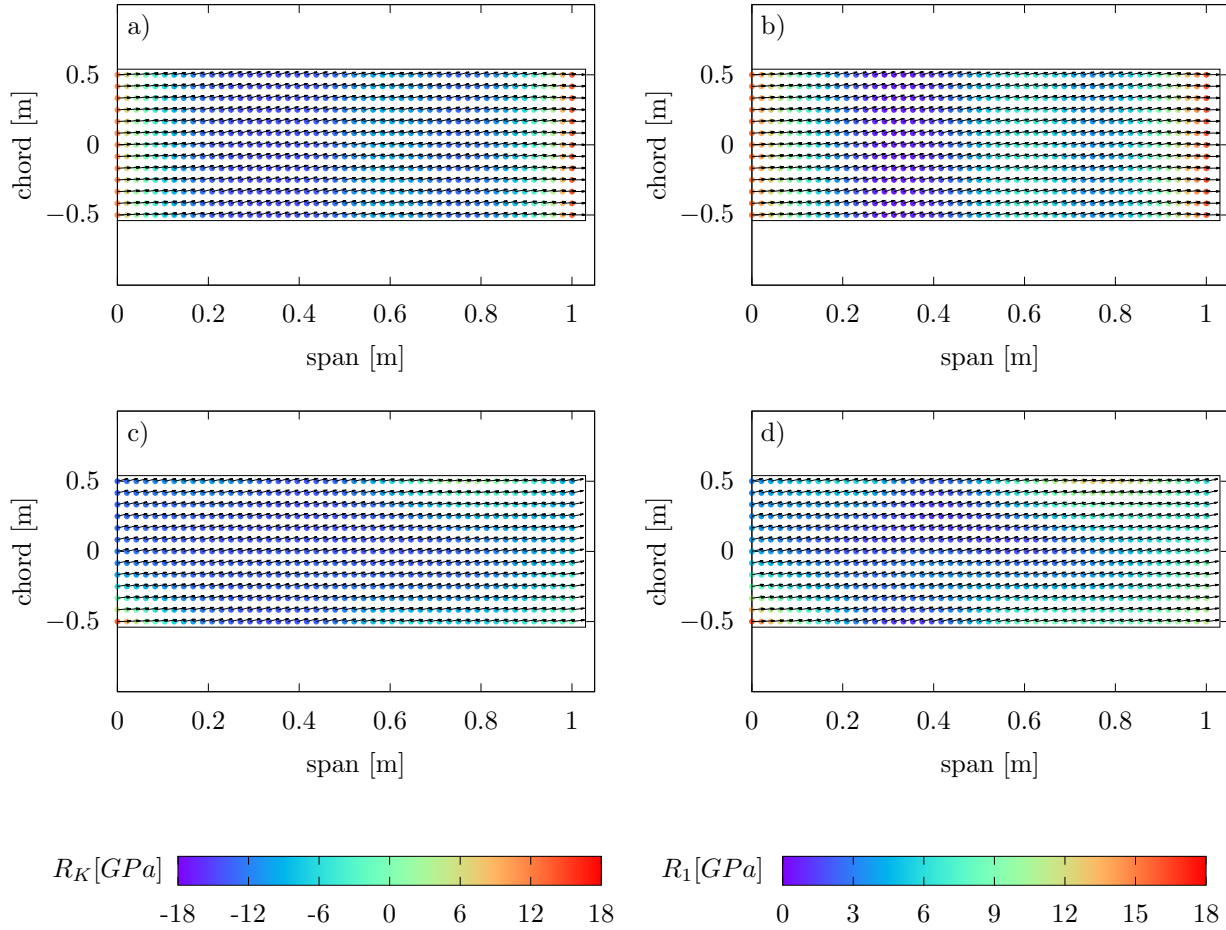 a)
chord [m]
0.5
0
−0.5
0 0.2 0.4 0.6 0.8 1
span [m]
b)
chord [m]
0.5
0
−0.5
0 0.2 0.4 0.6 0.8 1
span [m]
c)
chord [m]
0.5
0
−0.5
0 0.2 0.4 0.6 0.8 1
span [m]
d)
chord [m]
0.5
0
−0.5
0 0.2 0.4 0.6 0.8 1
span [m]
R_K[GPa]
-18 -12 -6 0 6 12 18
R_1[GPa]
0 3 6 9 12 15 18